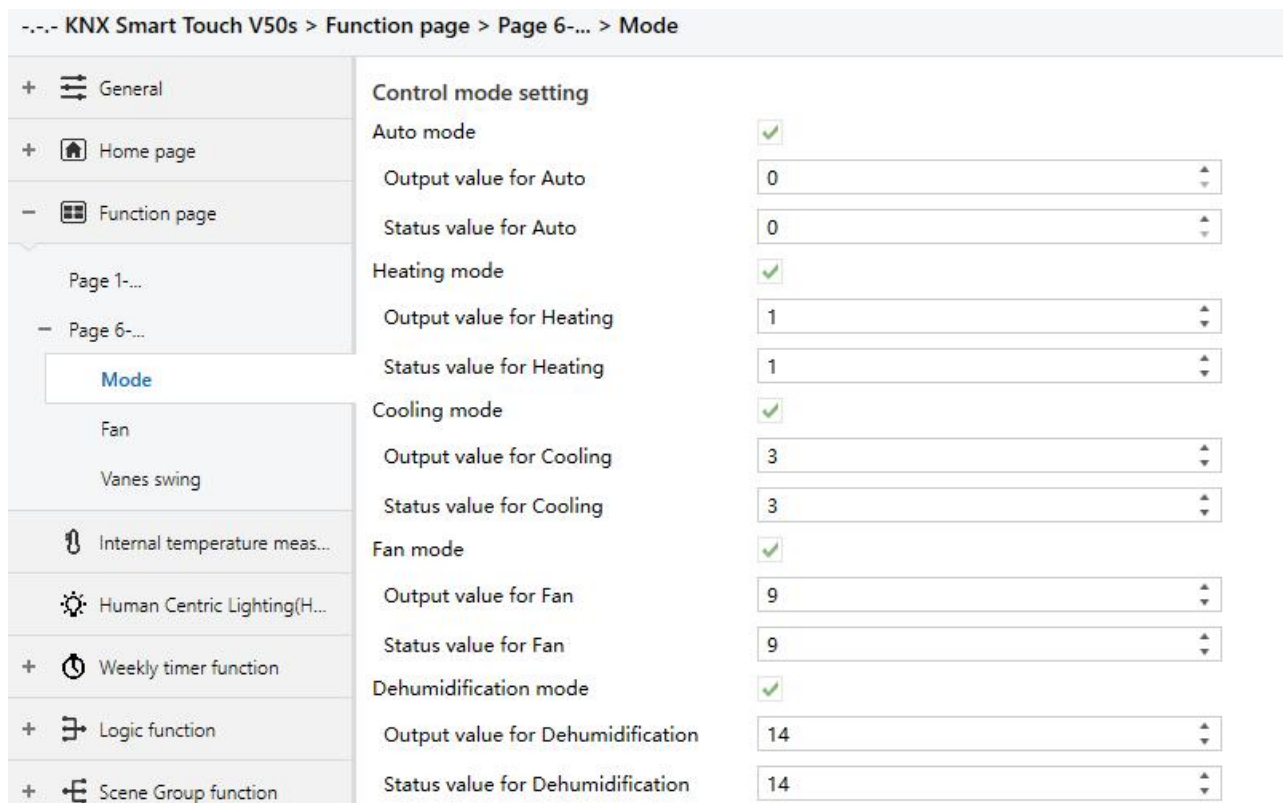 -.-.- KNX Smart Touch V50s > Function page > Page 6-... > Mode
+ General
+ Home page
– Function page
Page 1-...
– Page 6-...
Mode
Fan
Vanes swing
Internal temperature meas...
Human Centric Lighting(H...
+ Weekly timer function
+ Logic function
+ Scene Group function
Control mode setting
Auto mode
Output value for Auto 0
Status value for Auto 0
Heating mode
Output value for Heating 1
Status value for Heating 1
Cooling mode
Output value for Cooling 3
Status value for Cooling 3
Fan mode
Output value for Fan 9
Status value for Fan 9
Dehumidification mode
Output value for Dehumidification 14
Status value for Dehumidification 14